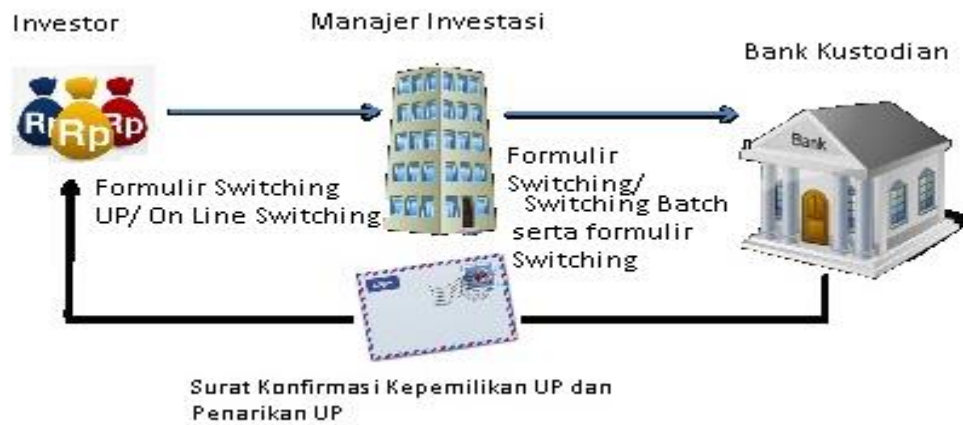 Investor
Manajer Investasi
Bank Kustodian
Rp
Rp
Rp
Bank
Formulir Switching
UP/ On Line Switching
Formulir
Switching/
Switching Batch
serta formulir
Switching
Surat Konfirmasi Kepemilikan UP dan
Penarikan UP